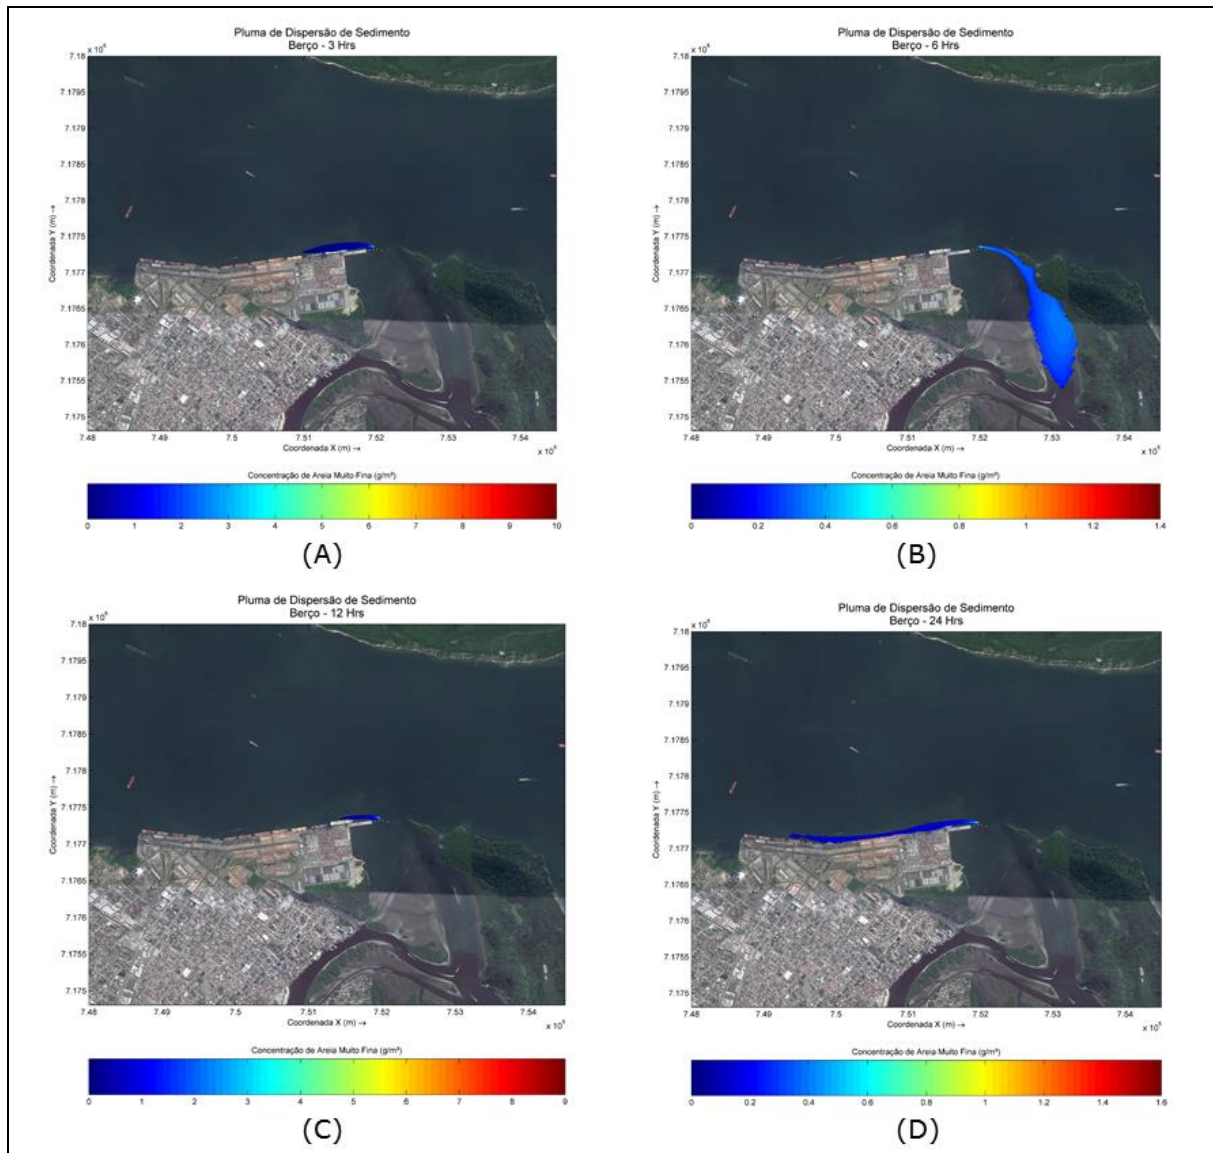 Pluma de Dispersão de Sedimento
Berço - 3 Hrs
x 10⁶
7.18
7.1795
7.179
7.1785
7.178
7.1775
7.177
7.1765
7.176
7.1755
7.175
Coordenada Y (m) →
7.48 7.49 7.5 7.51 7.52 7.53 7.54
Coordenada X (m) →
x 10⁵
Concentração de Areia Muito Fina (g/m³)
0 1 2 3 4 5 6 7 8 9 10
(A)
Pluma de Dispersão de Sedimento
Berço - 6 Hrs
x 10⁶
7.18
7.1795
7.179
7.1785
7.178
7.1775
7.177
7.1765
7.176
7.1755
7.175
Coordenada Y (m) →
7.48 7.49 7.5 7.51 7.52 7.53 7.54
Coordenada X (m) →
x 10⁵
Concentração de Areia Muito Fina (g/m³)
0 0.2 0.4 0.6 0.8 1 1.2 1.4
(B)
Pluma de Dispersão de Sedimento
Berço - 12 Hrs
x 10⁶
7.18
7.1795
7.179
7.1785
7.178
7.1775
7.177
7.1765
7.176
7.1755
7.175
Coordenada Y (m) →
7.48 7.49 7.5 7.51 7.52 7.53 7.54
Coordenada X (m) →
x 10⁵
Concentração de Areia Muito Fina (g/m³)
0 1 2 3 4 5 6 7 8 9
(C)
Pluma de Dispersão de Sedimento
Berço - 24 Hrs
x 10⁶
7.18
7.1795
7.179
7.1785
7.178
7.1775
7.177
7.1765
7.176
7.1755
7.175
Coordenada Y (m) →
7.48 7.49 7.5 7.51 7.52 7.53 7.54
Coordenada X (m) →
x 10⁵
Concentração de Areia Muito Fina (g/m³)
0 0.2 0.4 0.6 0.8 1 1.2 1.4 1.6
(D)